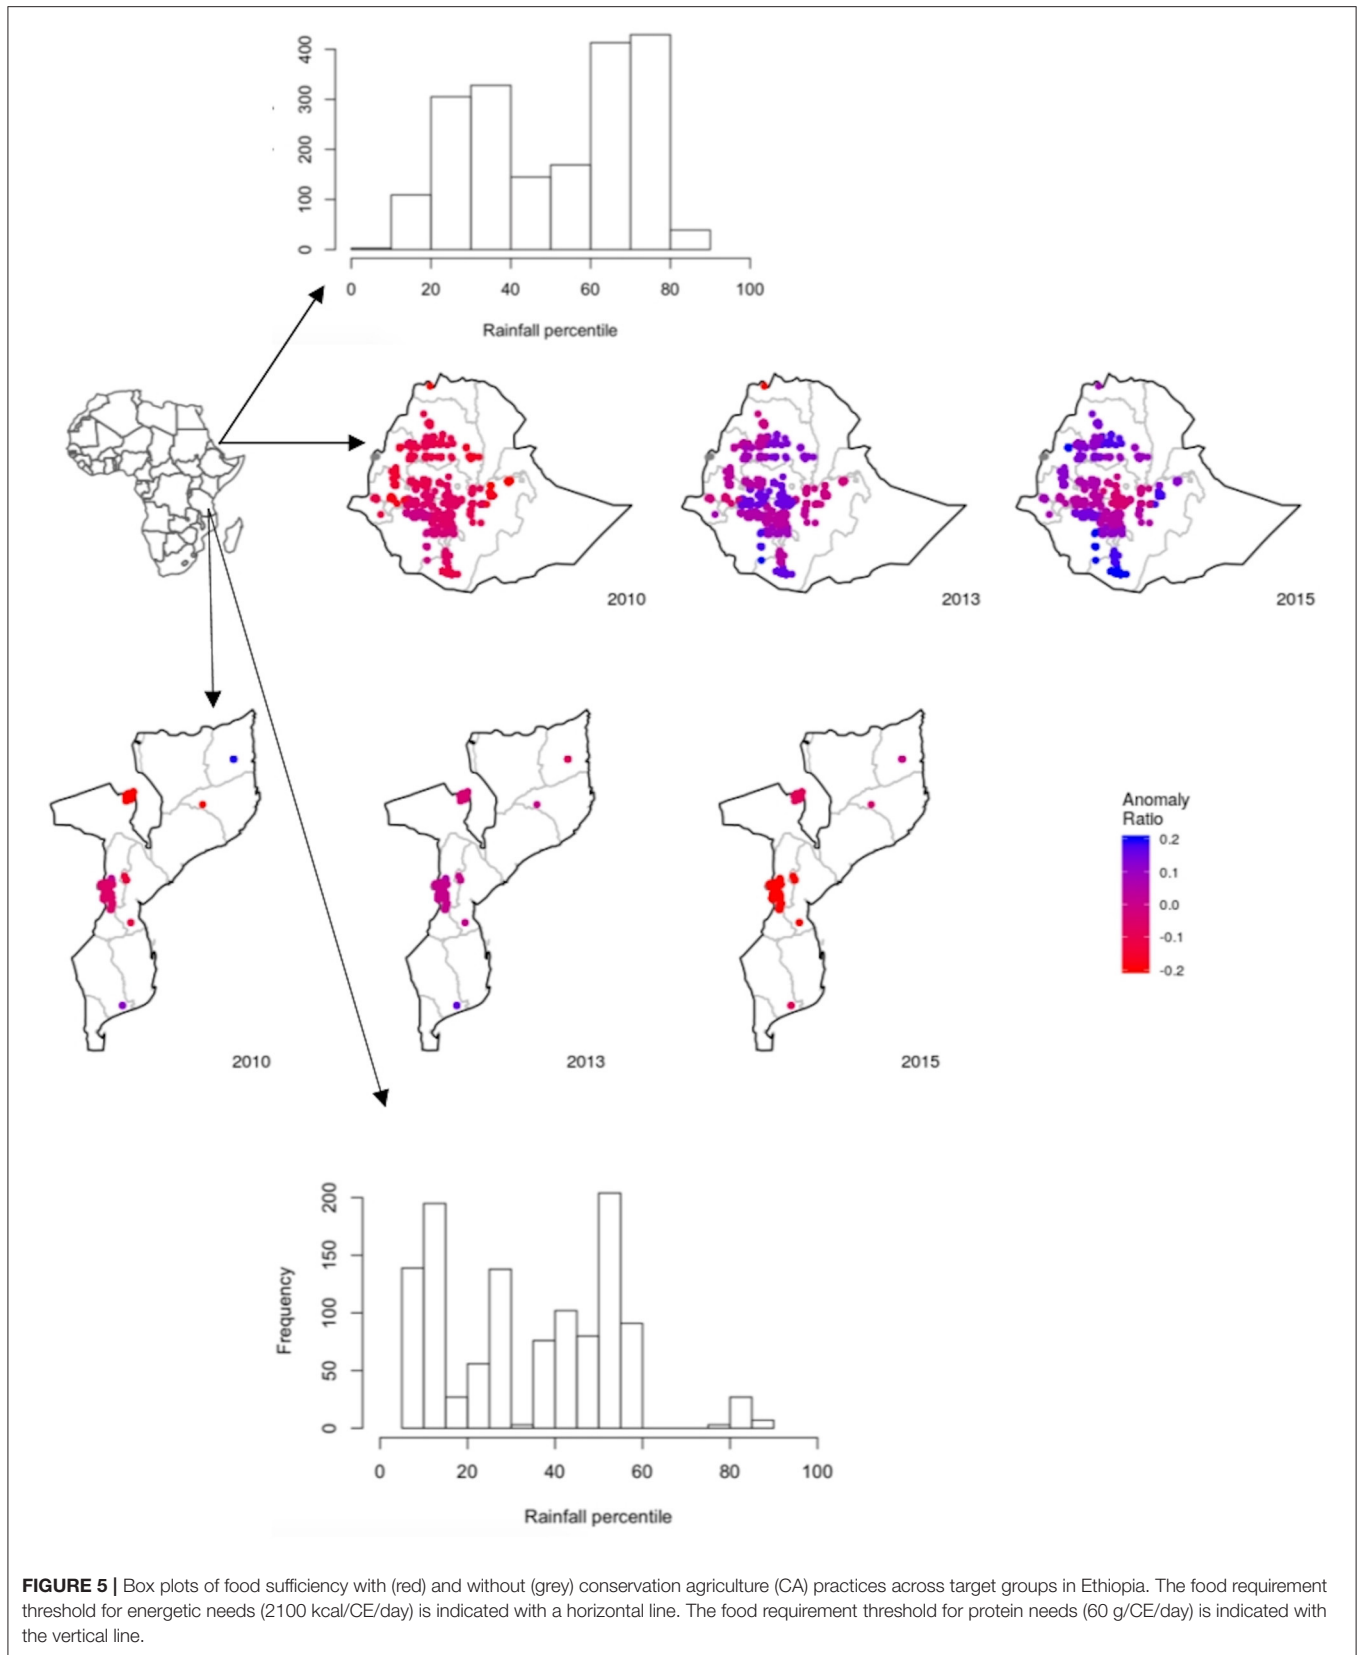 400
300
200
100
0
0 20 40 60 80 100
Rainfall percentile
2010 2013 2015
Anomaly
Ratio
0.2
0.1
0.0
-0.1
-0.2
2010 2013 2015
200
150
100
50
0
Frequency
0 20 40 60 80 100
Rainfall percentile
FIGURE 5 | Box plots of food sufficiency with (red) and without (grey) conservation agriculture (CA) practices across target groups in Ethiopia. The food requirement
threshold for energetic needs (2100 kcal/CE/day) is indicated with a horizontal line. The food requirement threshold for protein needs (60 g/CE/day) is indicated with
the vertical line.